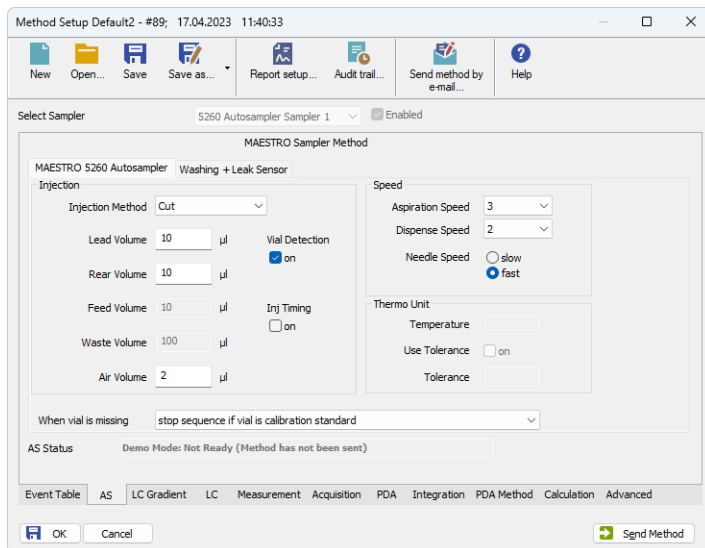 Method Setup Default2 - #89;   17.04.2023   11:40:33
New Open... Save Save as... Report setup... Audit trail... Send method by e-mail... Help
Select Sampler 5260 Autosampler Sampler 1 Enabled
MAESTRO Sampler Method
MAESTRO 5260 Autosampler Washing + Leak Sensor
Injection
Injection Method Cut
Lead Volume 10 µl Vial Detection
on
Rear Volume 10 µl
Feed Volume 10 µl Inj Timing
on
Waste Volume 100 µl
Air Volume 2 µl
Speed
Aspiration Speed 3
Dispense Speed 2
Needle Speed slow
fast
Thermo Unit
Temperature
Use Tolerance on
Tolerance
When vial is missing stop sequence if vial is calibration standard
AS Status Demo Mode: Not Ready (Method has not been sent)
Event Table AS LC Gradient LC Measurement Acquisition PDA Integration PDA Method Calculation Advanced
OK Cancel Send Method